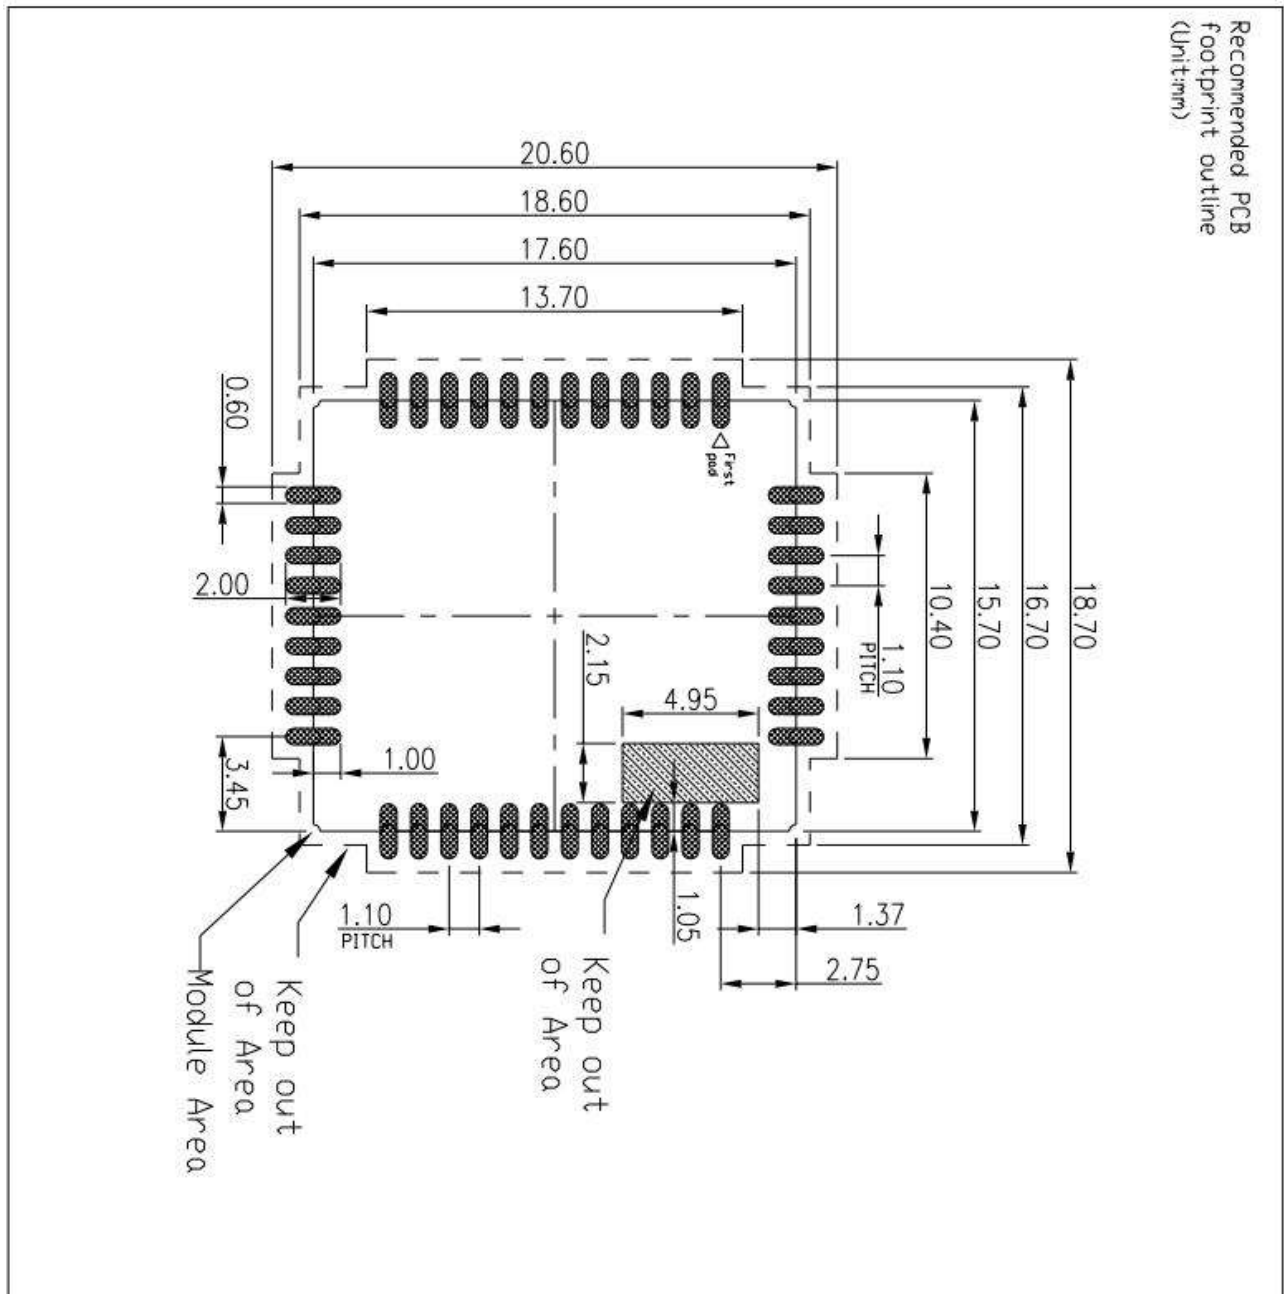 Recommended PCB
footprint outline
(Unit:mm)
20.60
18.60
17.60
13.70
0.60
First
pad
2.00
2.15
4.95
1.10
PITCH
10.40
15.70
16.70
18.70
3.45
1.00
1.10
PITCH
1.05
1.37
2.75
Keep out
of Area
Keep out
of Area
Module Area